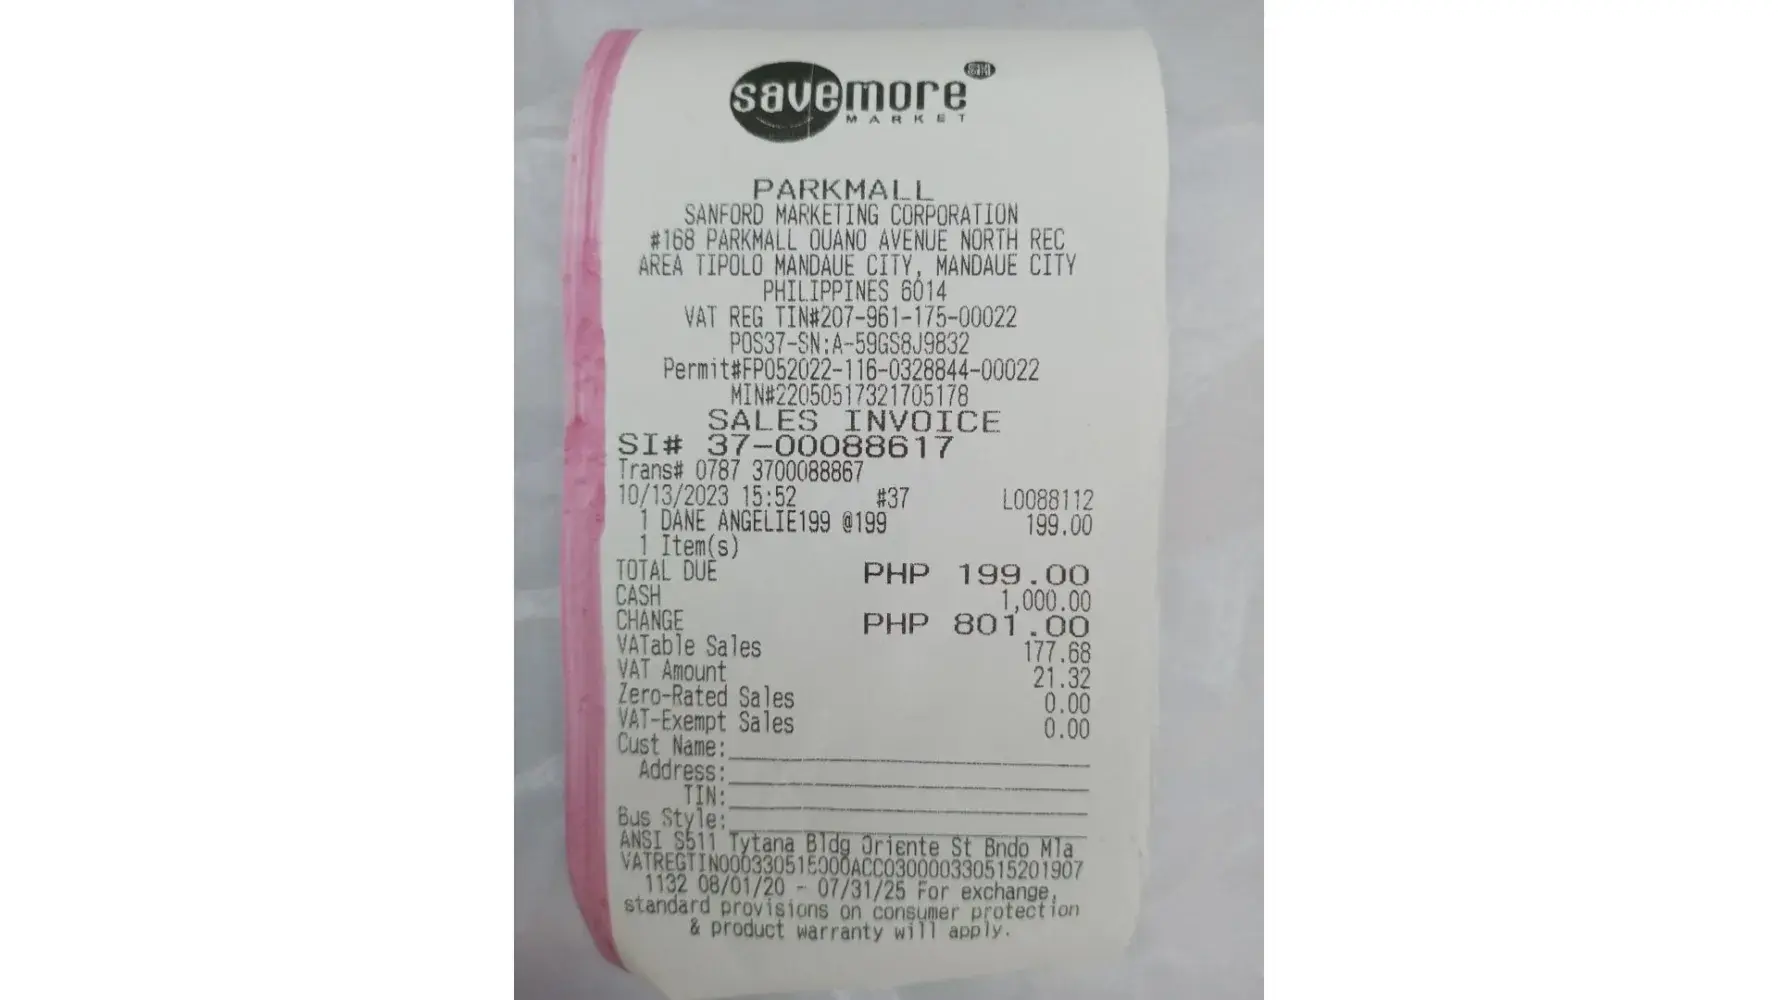 savemore SM
MARKET
PARKMALL
SANFORD MARKETING CORPORATION
#168 PARKMALL OUANO AVENUE NORTH REC
AREA TIPOLO MANDAUE CITY, MANDAUE CITY
PHILIPPINES 6014
VAT REG TIN#207-961-175-00022
POS37-SN:A-59GS8J9832
Permit#FP052022-116-0328844-00022
MIN#22050517321705178
SALES INVOICE
SI# 37-00088617
Trans# 0787 3700088867
10/13/2023 15:52 #37 L0088112
1 DANE ANGELIE199 @199 199.00
1 Item(s)
TOTAL DUE PHP 199.00
CASH 1,000.00
CHANGE PHP 801.00
VATable Sales 177.68
VAT Amount 21.32
Zero-Rated Sales 0.00
VAT-Exempt Sales 0.00
Cust Name:
Address:
TIN:
Bus Style:
ANSI S511 Tytana Bldg Oriente St Bndo Mla
VATREGTIN000330515000ACC030000330515201907
1132 08/01/20 - 07/31/25 For exchange,
standard provisions on consumer protection
& product warranty will apply.